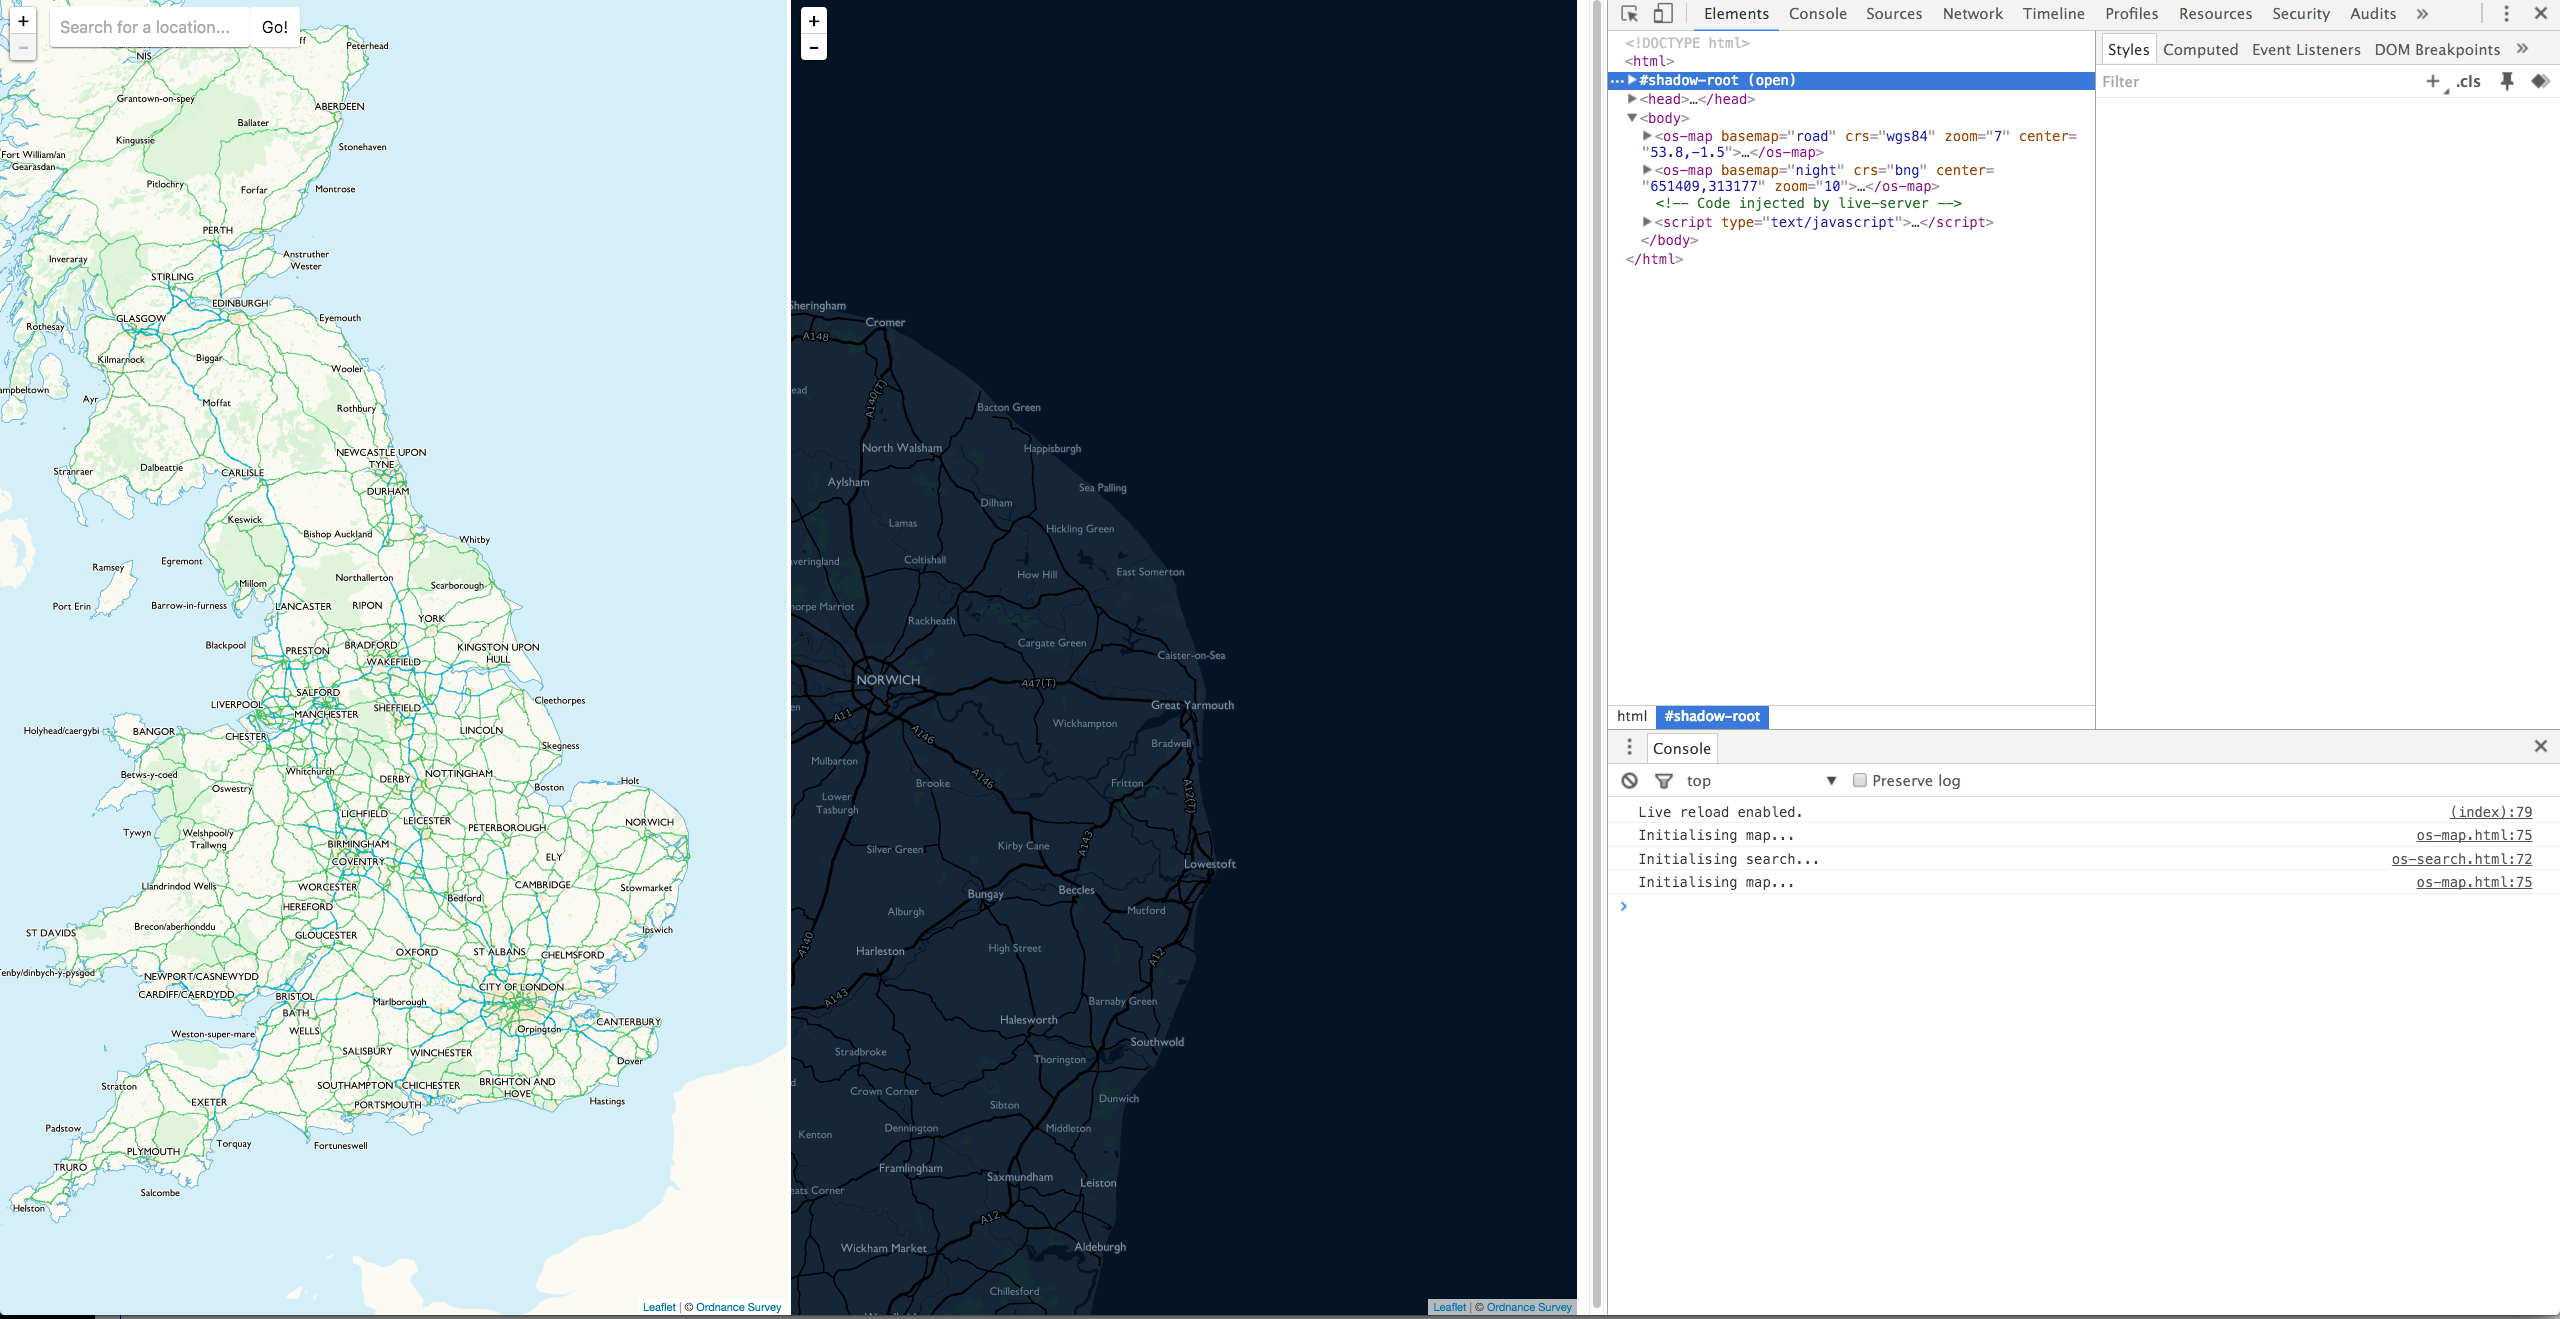 +
−
Search for a location...
Go!
ff
Peterhead
NIS
Grantown-on-spey
ABERDEEN
Ballater
Kingussie
Stonehaven
Fort William/an
Gearasdan
Pitlochry
Forfar
Montrose
PERTH
Anstruther
Wester
Inveraray
STIRLING
EDINBURGH
GLASGOW
Eyemouth
Rothesay
Kilmarnock
Biggar
Wooler
ampbeltown
Ayr
Moffat
Rothbury
NEWCASTLE UPON
TYNE
Stranraer
Dalbeattie
CARLISLE
DURHAM
Keswick
Bishop Auckland
Whitby
Egremont
Ramsey
Northallerton
Millom
Scarborough
Port Erin
Barrow-in-furness
LANCASTER
RIPON
YORK
Blackpool
PRESTON
BRADFORD
KINGSTON UPON
HULL
WAKEFIELD
SALFORD
LIVERPOOL
MANCHESTER
SHEFFIELD
Cleethorpes
Holyhead/caergybi
BANGOR
CHESTER
LINCOLN
Skegness
Betws-y-coed
Whitchurch
DERBY
NOTTINGHAM
Oswestry
Boston
Holt
LICHFIELD
LEICESTER
PETERBOROUGH
NORWICH
Tywyn
Welshpool/y
Trallwng
BIRMINGHAM
COVENTRY
ELY
Llandrindod Wells
WORCESTER
CAMBRIDGE
Stowmarket
HEREFORD
Bedford
ST DAVIDS
Brecon/aberhonddu
GLOUCESTER
Ipswich
OXFORD
ST ALBANS
CHELMSFORD
enby/dinbych-y-pysgod
NEWPORT/CASNEWYDD
CARDIFF/CAERDYDD
CITY OF LONDON
BRISTOL
Marlborough
BATH
Weston-super-mare
WELLS
Orpington
CANTERBURY
SALISBURY
WINCHESTER
Dover
Stratton
SOUTHAMPTON
CHICHESTER
BRIGHTON AND
HOVE
EXETER
PORTSMOUTH
Hastings
Padstow
Torquay
Fortuneswell
PLYMOUTH
TRURO
Salcombe
Helston
Leaflet | © Ordnance Survey
+
-
Sheringham
Cromer
A148
ead
A140(T)
Bacton Green
North Walsham
Happisburgh
Aylsham
Sea Palling
Dilham
Lamas
Hickling Green
averingland
Coltishall
How Hill
East Somerton
horpe Marriot
Rackheath
Cargate Green
Caister-on-Sea
NORWICH
A47(T)
en
A11
Great Yarmouth
Wickhampton
A146
Bradwell
Mulbarton
Brooke
A146
Fritton
A12(T)
Lower
Tasburgh
Silver Green
Kirby Cane
A143
Lowestoft
Bungay
Beccles
Alburgh
Mutford
A140
Harleston
High Street
A12
A143
Barnaby Green
Halesworth
Stradbroke
Thorington
Southwold
d
Crown Corner
Sibton
Dunwich
Kenton
Dennington
Middleton
Framlingham
Saxmundham
Leiston
eats Corner
A12
Wickham Market
Aldeburgh
Chillesford
Leaflet | © Ordnance Survey
Elements Console Sources Network Timeline Profiles Resources Security Audits »
<!DOCTYPE html>
<html>
…▶#shadow-root (open)
▶<head>…</head>
▼<body>
▶<os-map basemap="road" crs="wgs84" zoom="7" center=
"53.8,-1.5">…</os-map>
▶<os-map basemap="night" crs="bng" center=
"651409,313177" zoom="10">…</os-map>
<!-- Code injected by live-server -->
▶<script type="text/javascript">…</script>
</body>
</html>
html #shadow-root
Styles Computed Event Listeners DOM Breakpoints »
Filter + .cls
Console
top ▼ Preserve log
Live reload enabled. (index):79
Initialising map... os-map.html:75
Initialising search... os-search.html:72
Initialising map... os-map.html:75
>